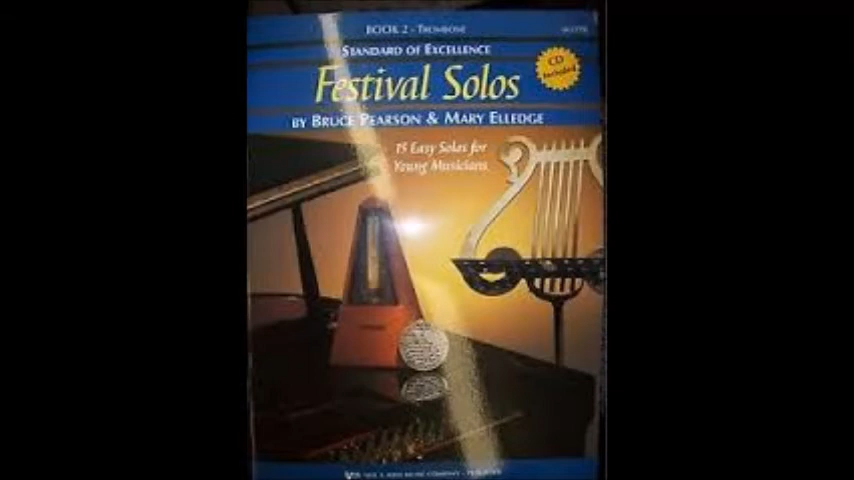 BOOK 2 - TROMBONE
STANDARD OF EXCELLENCE
Festival Solos
CD
Included
BY BRUCE PEARSON & MARY ELLEDGE
15 Easy Solos for
Young Musicians